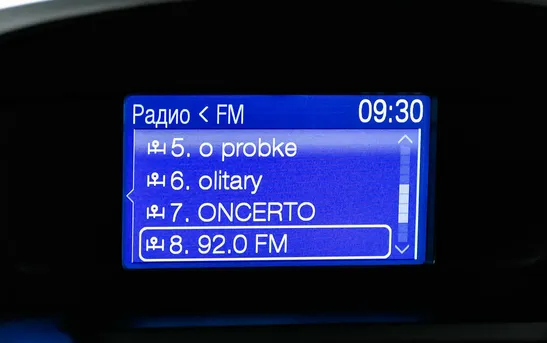 Радио < FM 09:30
5. o probke
6. olitary
7. ONCERTO
8. 92.0 FM